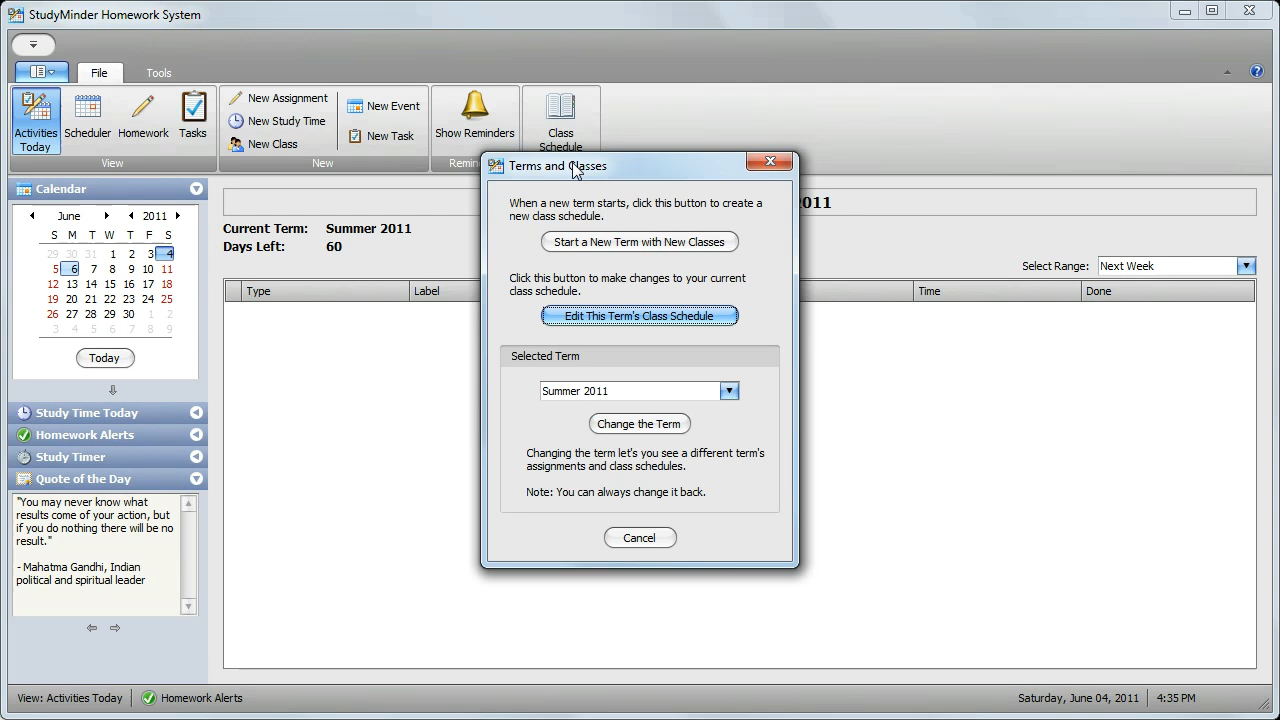 StudyMinder Homework System
File
Tools
Activities
Today
Scheduler
Homework
Tasks
View
New Assignment
New Study Time
New Class
New Event
New Task
New
Show Reminders
Class
Schedule
Calendar
June
2011
S M T W T F S
29 30 31 1 2 3 4
5 6 7 8 9 10 11
12 13 14 15 16 17 18
19 20 21 22 23 24 25
26 27 28 29 30 1 2
3 4 5 6 7 8 9
Today
Study Time Today
Homework Alerts
Study Timer
Quote of the Day
"You may never know what
results come of your action, but
if you do nothing there will be no
result."
- Mahatma Gandhi, Indian
political and spiritual leader
2011
Current Term: Summer 2011
Days Left: 60
Select Range: Next Week
Type
Label
Time
Done
Terms and Classes
When a new term starts, click this button to create a
new class schedule.
Start a New Term with New Classes
Click this button to make changes to your current
class schedule.
Edit This Term's Class Schedule
Selected Term
Summer 2011
Change the Term
Changing the term let's you see a different term's
assignments and class schedules.
Note: You can always change it back.
Cancel
View: Activities Today
Homework Alerts
Saturday, June 04, 2011
4:35 PM